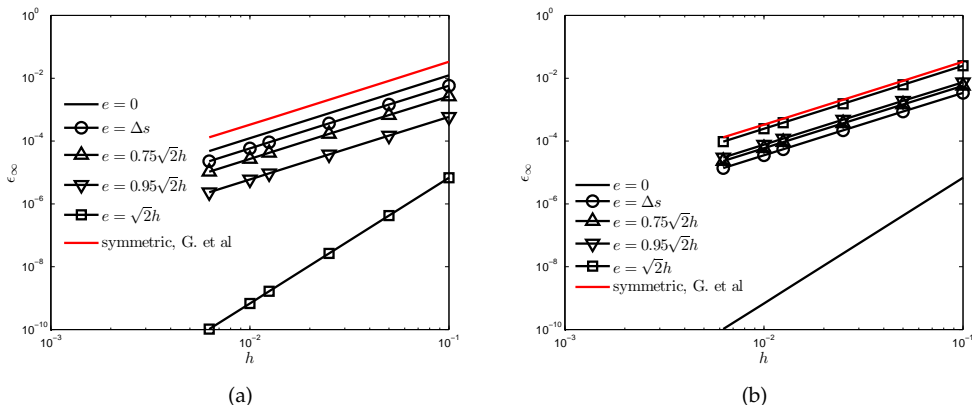 10^0
10^-2
10^-4
10^-6
10^-8
10^-10
ϵ∞
e = 0
e = Δs
e = 0.75√2h
e = 0.95√2h
e = √2h
symmetric, G. et al
10^-3
10^-2
10^-1
h
(a)
10^0
10^-2
10^-4
10^-6
10^-8
10^-10
ϵ∞
e = 0
e = Δs
e = 0.75√2h
e = 0.95√2h
e = √2h
symmetric, G. et al
10^-3
10^-2
10^-1
h
(b)